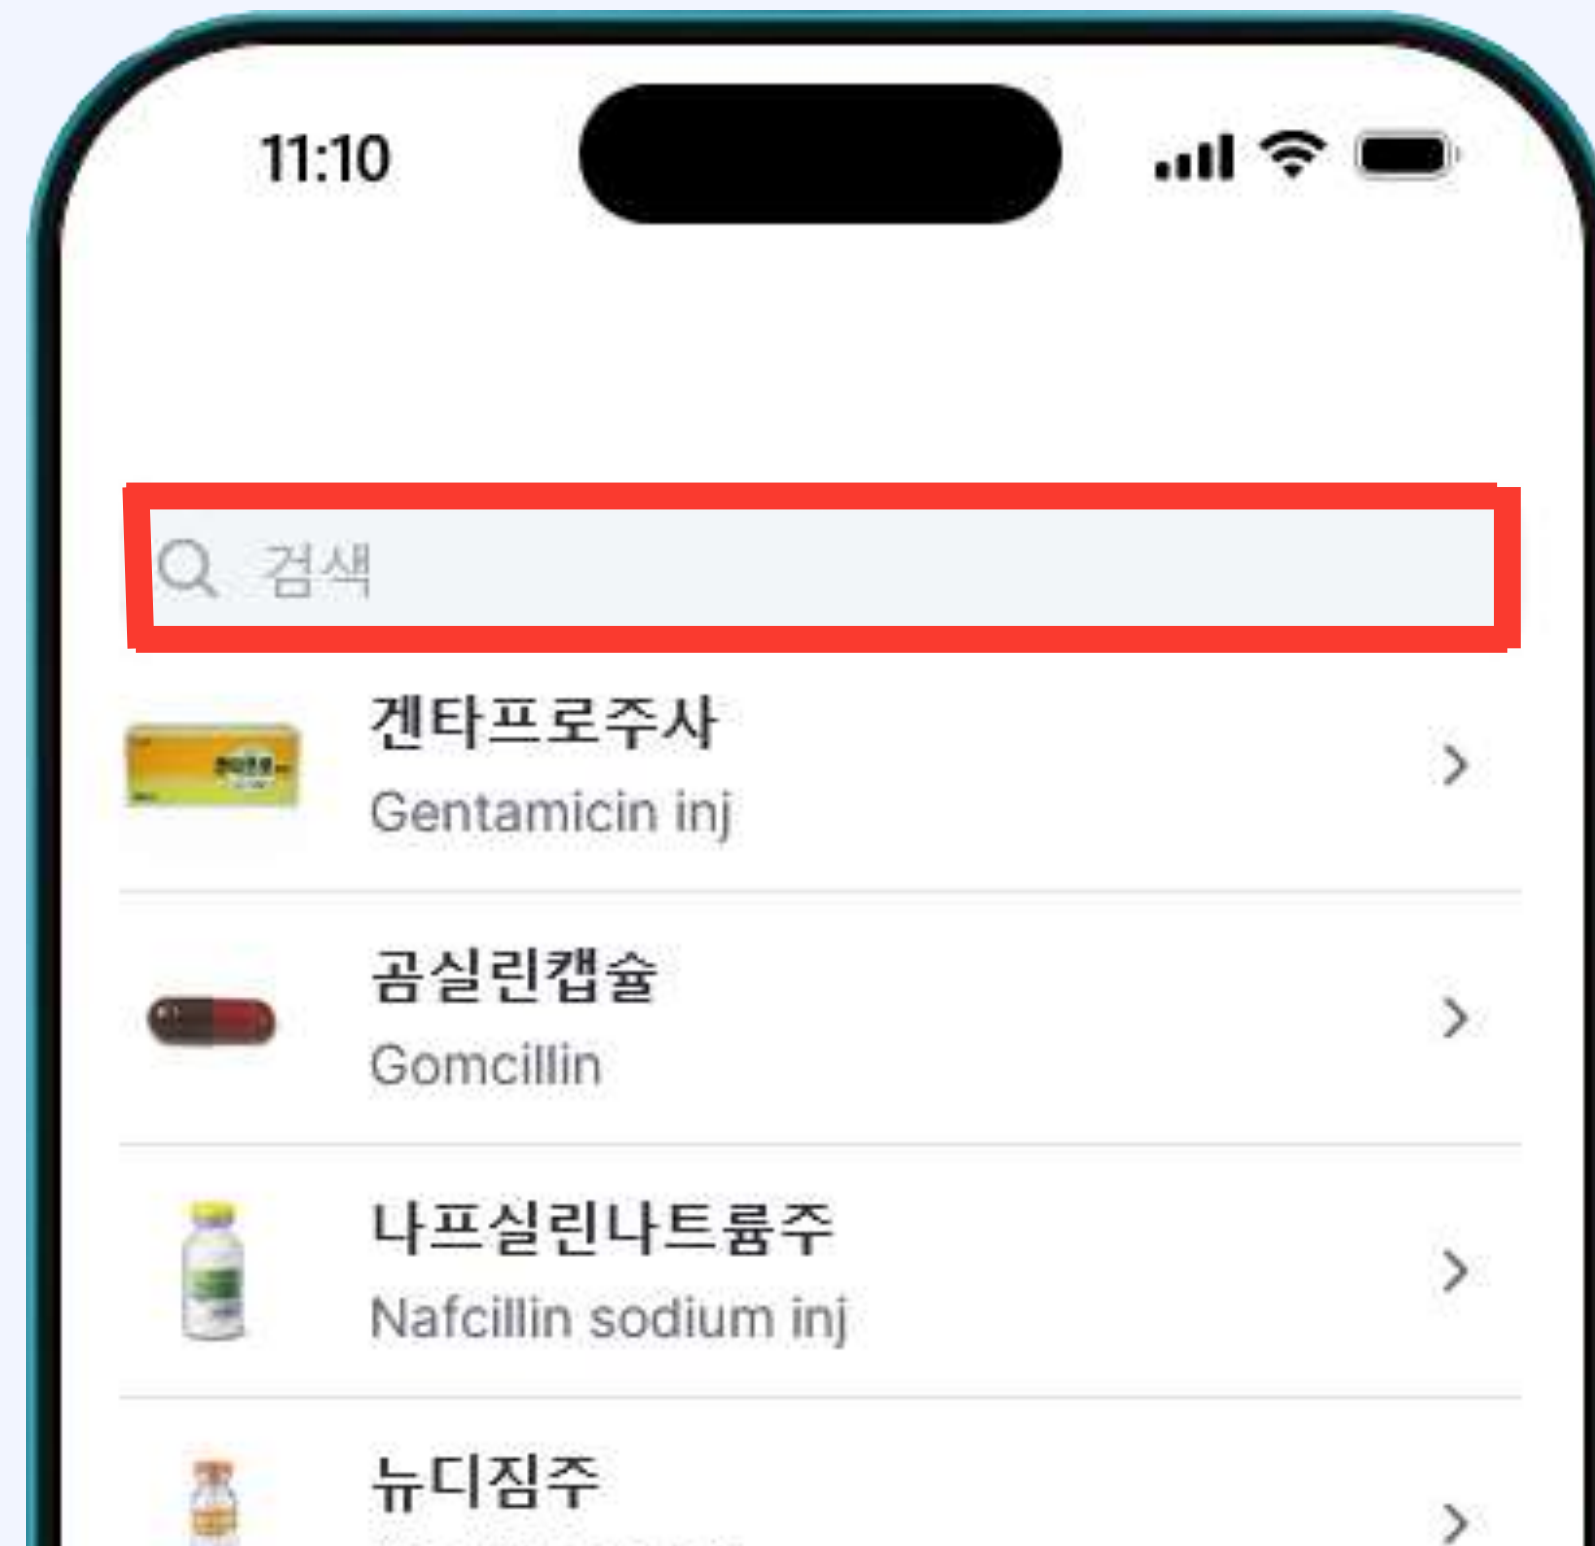 11:10
검색
겐타프로주사
Gentamicin inj
곰실린캡슐
Gomcillin
나프실린나트륨주
Nafcillin sodium inj
뉴디짐주